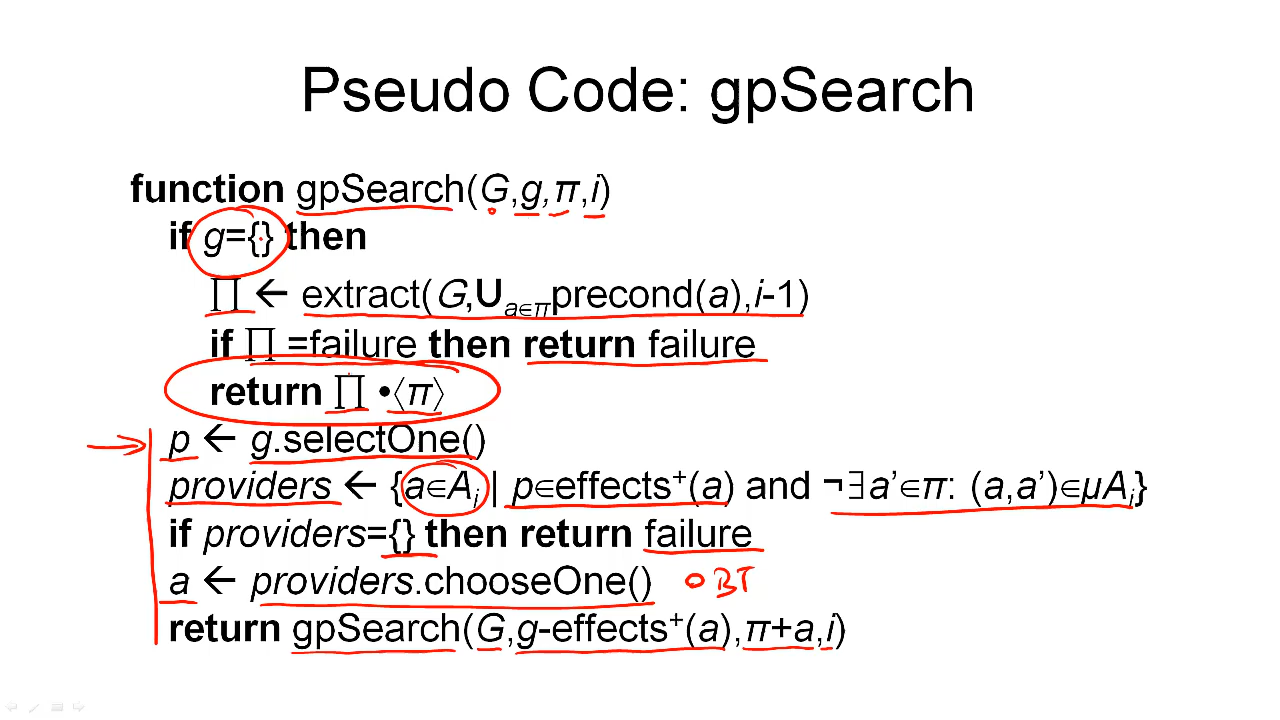 Pseudo Code: gpSearch
function gpSearch(G,g,π,i)
if g={} then
∏ ← extract(G,∪a∈πprecond(a),i-1)
if ∏ =failure then return failure
return ∏ •⟨π⟩
p ← g.selectOne()
providers ← {a∈Ai | p∈effects⁺(a) and ¬∃a’∈π: (a,a’)∈μAi}
if providers={} then return failure
a ← providers.chooseOne() o BT
return gpSearch(G,g-effects⁺(a),π+a,i)